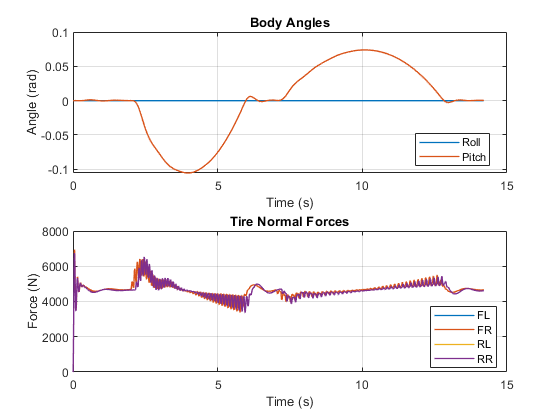 Body Angles
0.1
0.05
0
-0.05
-0.1
Angle (rad)
0 5 10 15
Time (s)
Roll
Pitch
Tire Normal Forces
8000
6000
4000
2000
0
Force (N)
0 5 10 15
Time (s)
FL
FR
RL
RR